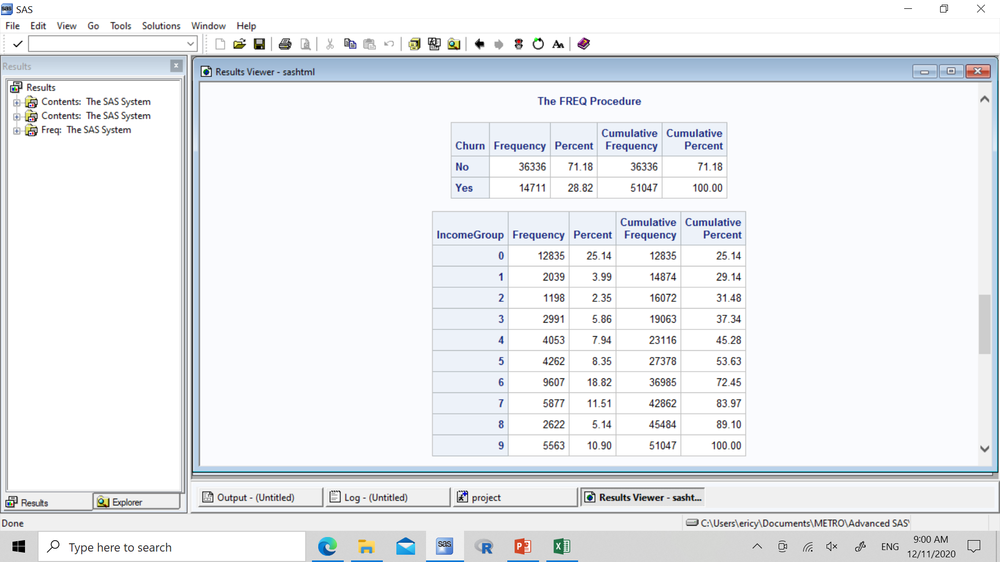 SAS
File Edit View Go Tools Solutions Window Help
Results
Results
Contents: The SAS System
Contents: The SAS System
Freq: The SAS System
Results Explorer
Results Viewer - sashtml
The FREQ Procedure
Churn Frequency Percent Cumulative Frequency Cumulative Percent
No 36336 71.18 36336 71.18
Yes 14711 28.82 51047 100.00
IncomeGroup Frequency Percent Cumulative Frequency Cumulative Percent
0 12835 25.14 12835 25.14
1 2039 3.99 14874 29.14
2 1198 2.35 16072 31.48
3 2991 5.86 19063 37.34
4 4053 7.94 23116 45.28
5 4262 8.35 27378 53.63
6 9607 18.82 36985 72.45
7 5877 11.51 42862 83.97
8 2622 5.14 45484 89.10
9 5563 10.90 51047 100.00
Output - (Untitled) Log - (Untitled) project Results Viewer - sasht...
Done C:\Users\ericy\Documents\METRO\Advanced SAS\
Type here to search
sas
R
ENG
9:00 AM
12/11/2020